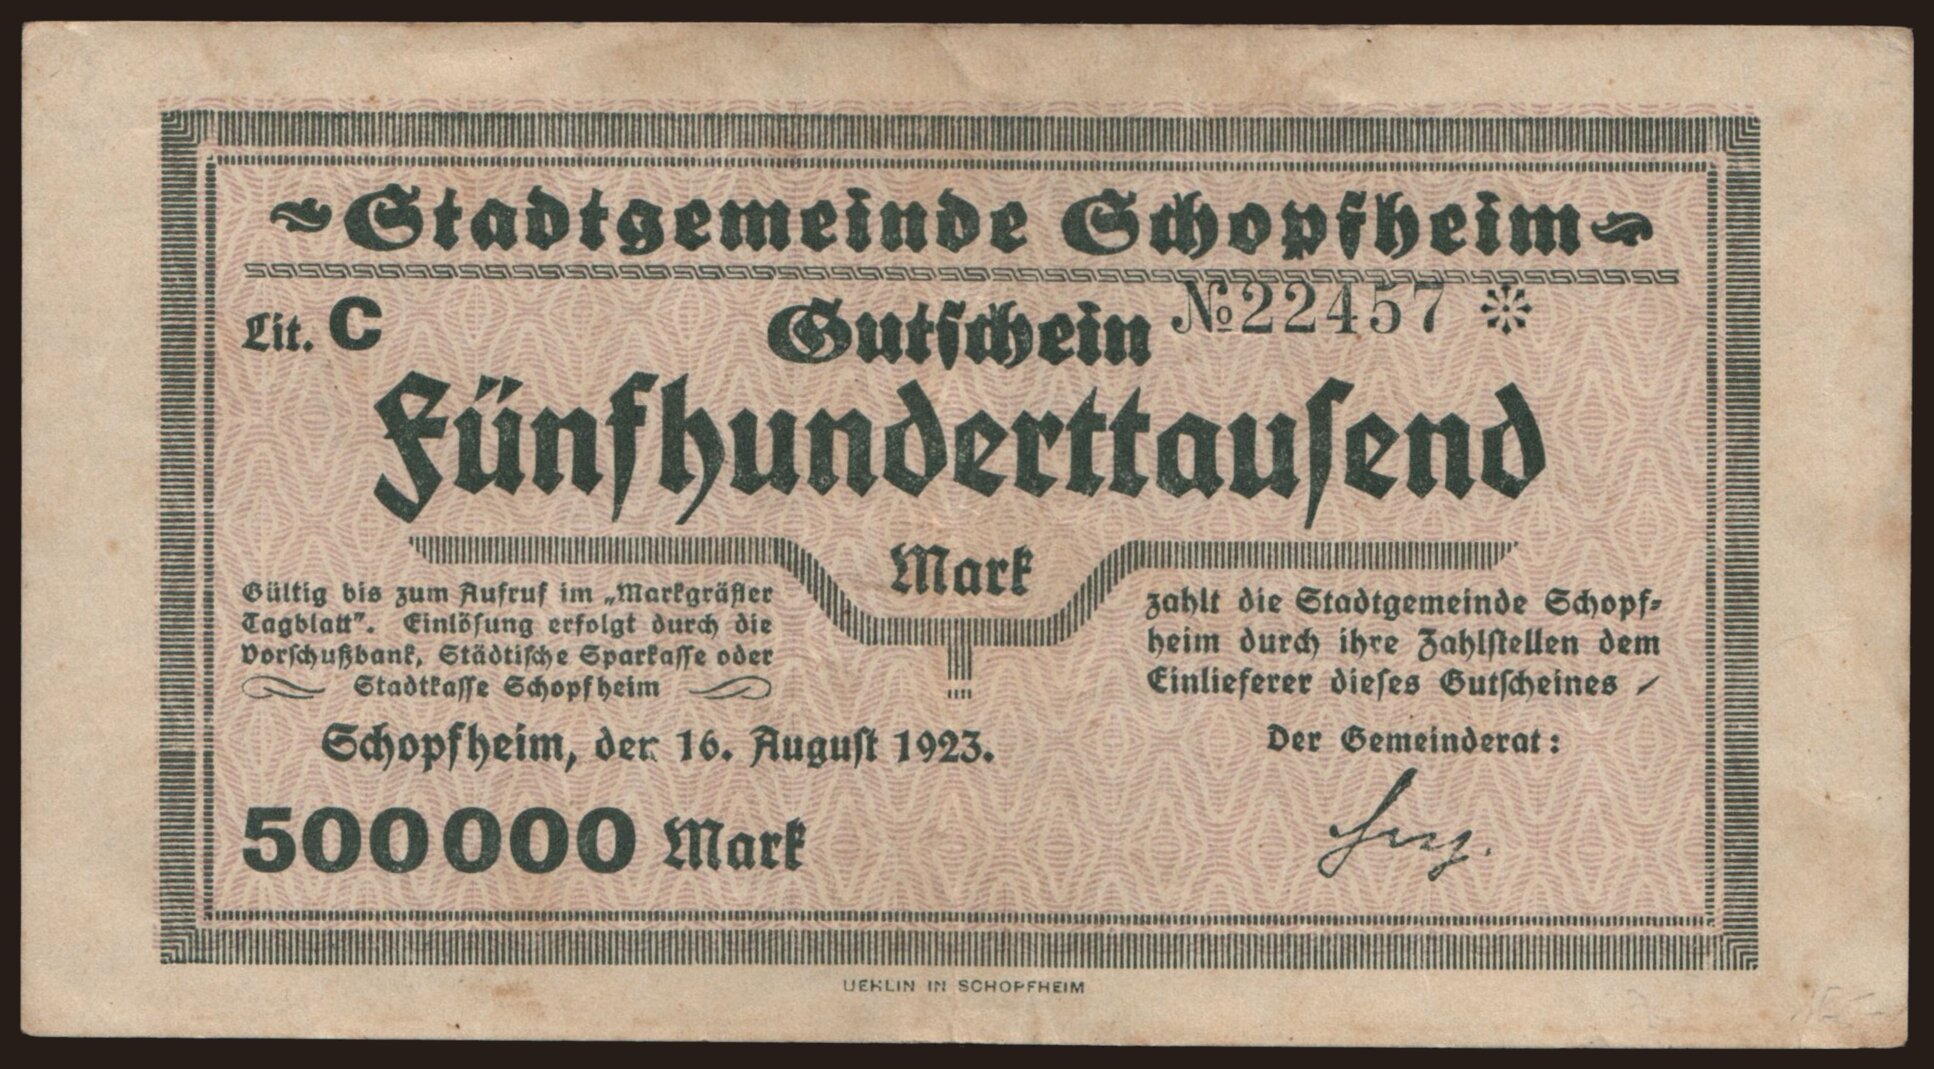 Stadtgemeinde Schopfheim
Lit. C
Gutschein № 22457
Fünfhunderttausend
Mark
Gültig bis zum Aufruf im „Markgräfler
Tagblatt". Einlösung erfolgt durch die
Vorschußbank, Städtische Sparkasse oder
Stadtkasse Schopfheim
zahlt die Stadtgemeinde Schopf=
heim durch ihre Zahlstellen dem
Einlieferer dieses Gutscheines
Schopfheim, den 16. August 1923.
Der Gemeinderat:
500000 Mark
UEHLIN IN SCHOPFHEIM